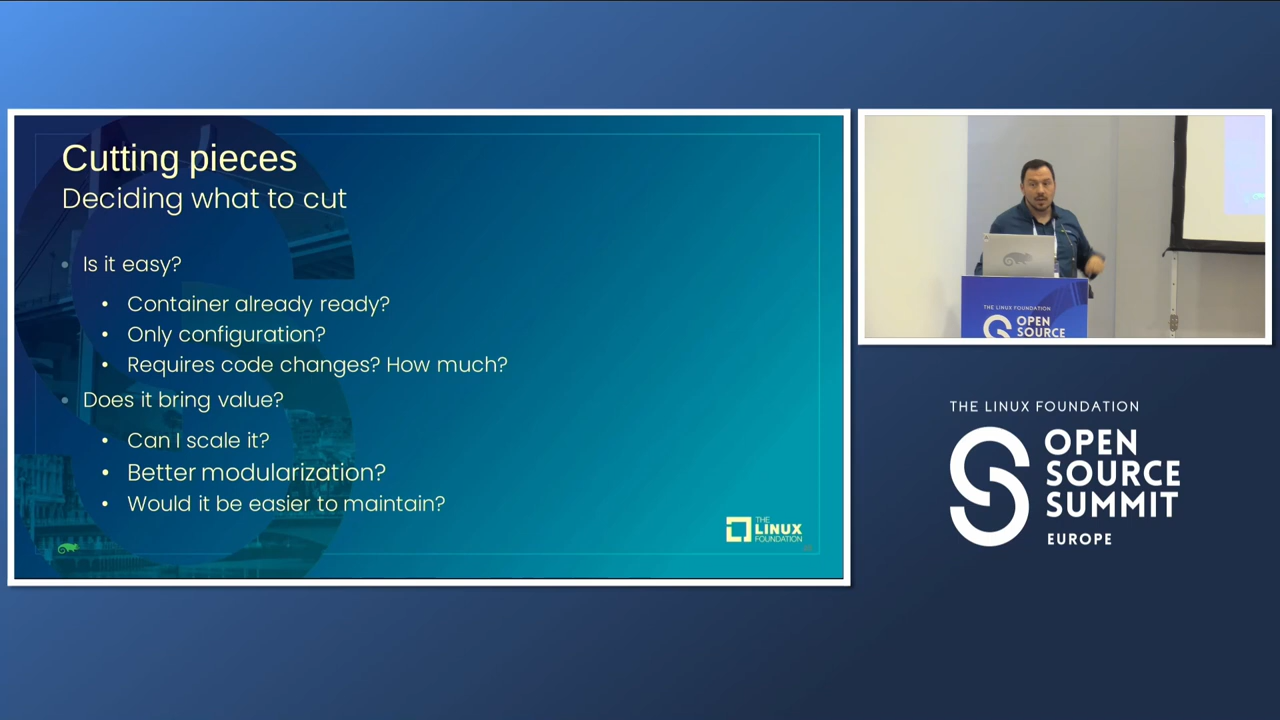 Cutting pieces
Deciding what to cut
• Is it easy?
• Container already ready?
• Only configuration?
• Requires code changes? How much?
• Does it bring value?
• Can I scale it?
• Better modularization?
• Would it be easier to maintain?
THE
LINUX
FOUNDATION
THE LINUX FOUNDATION
OPEN
SOURCE
THE LINUX FOUNDATION
OPEN
SOURCE
SUMMIT
EUROPE